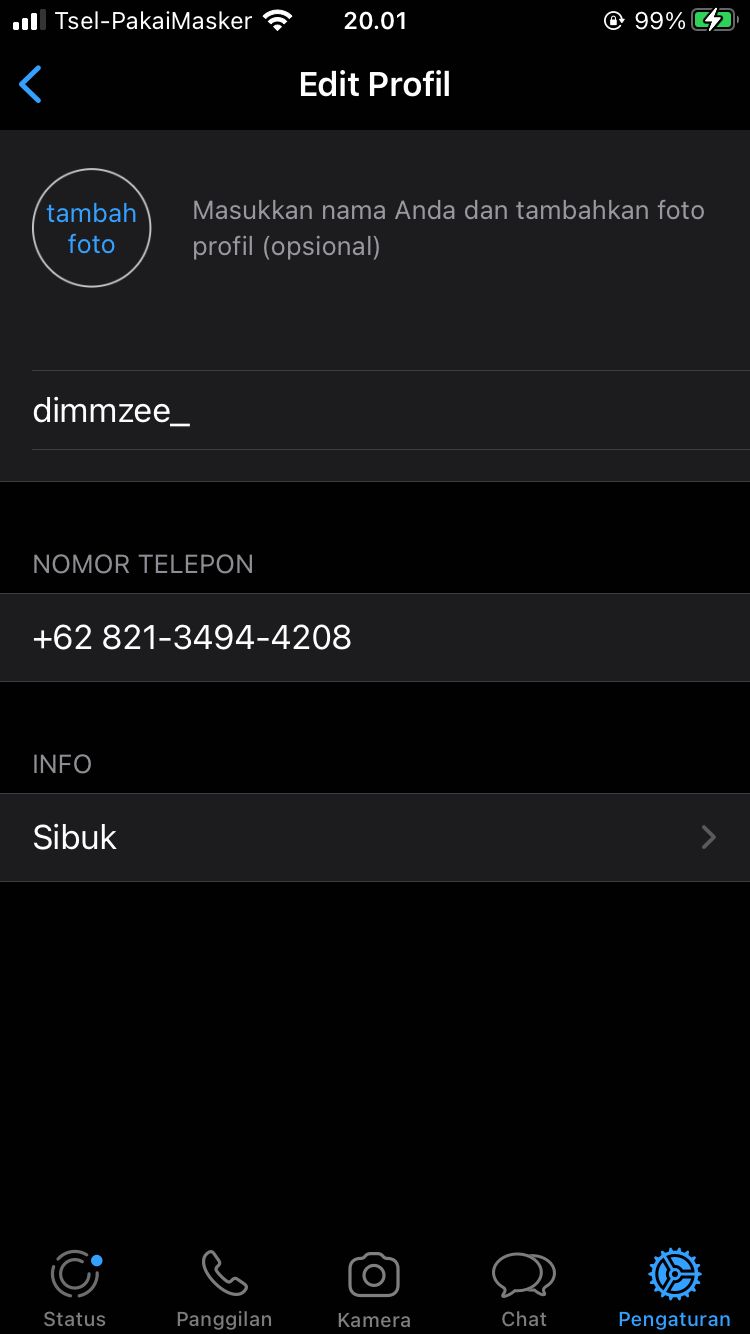 Tsel-PakaiMasker 20.01 99%
Edit Profil
tambah
foto
Masukkan nama Anda dan tambahkan foto
profil (opsional)
dimmzee_
NOMOR TELEPON
+62 821-3494-4208
INFO
Sibuk
Status Panggilan Kamera Chat Pengaturan